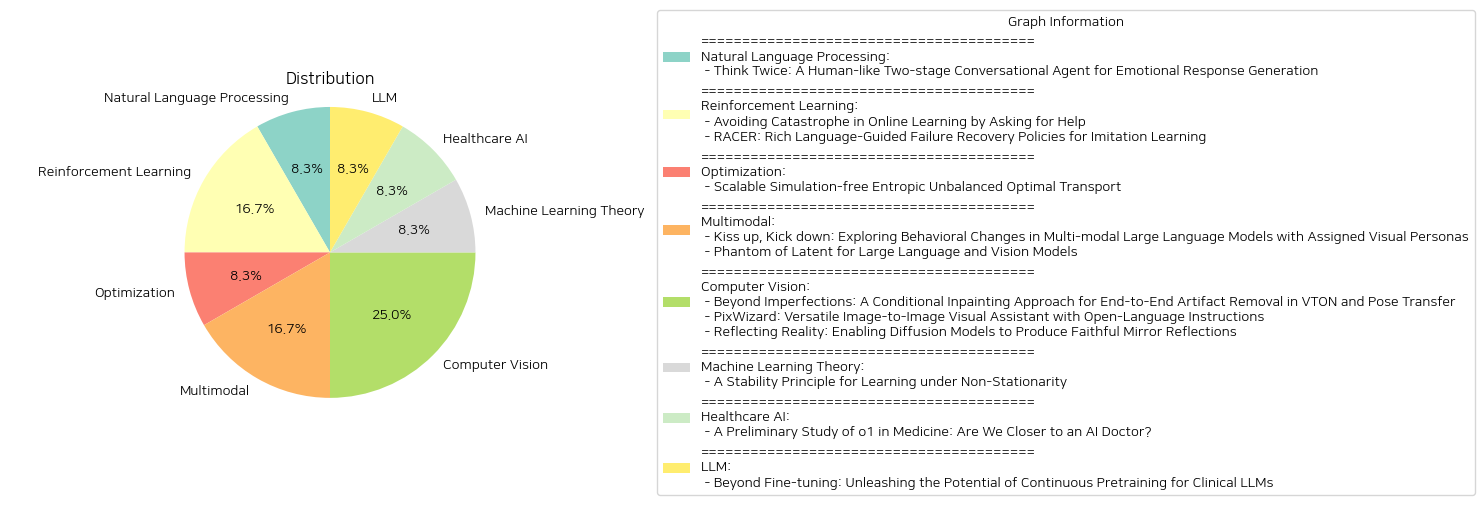 Distribution
Natural Language Processing
LLM
Healthcare AI
Reinforcement Learning
Machine Learning Theory
Optimization
Computer Vision
Multimodal
8.3%
8.3%
8.3%
16.7%
8.3%
8.3%
25.0%
16.7%
Graph Information
========================================
Natural Language Processing:
- Think Twice: A Human-like Two-stage Conversational Agent for Emotional Response Generation
========================================
Reinforcement Learning:
- Avoiding Catastrophe in Online Learning by Asking for Help
- RACER: Rich Language-Guided Failure Recovery Policies for Imitation Learning
========================================
Optimization:
- Scalable Simulation-free Entropic Unbalanced Optimal Transport
========================================
Multimodal:
- Kiss up, Kick down: Exploring Behavioral Changes in Multi-modal Large Language Models with Assigned Visual Personas
- Phantom of Latent for Large Language and Vision Models
========================================
Computer Vision:
- Beyond Imperfections: A Conditional Inpainting Approach for End-to-End Artifact Removal in VTON and Pose Transfer
- PixWizard: Versatile Image-to-Image Visual Assistant with Open-Language Instructions
- Reflecting Reality: Enabling Diffusion Models to Produce Faithful Mirror Reflections
========================================
Machine Learning Theory:
- A Stability Principle for Learning under Non-Stationarity
========================================
Healthcare AI:
- A Preliminary Study of o1 in Medicine: Are We Closer to an AI Doctor?
========================================
LLM:
- Beyond Fine-tuning: Unleashing the Potential of Continuous Pretraining for Clinical LLMs